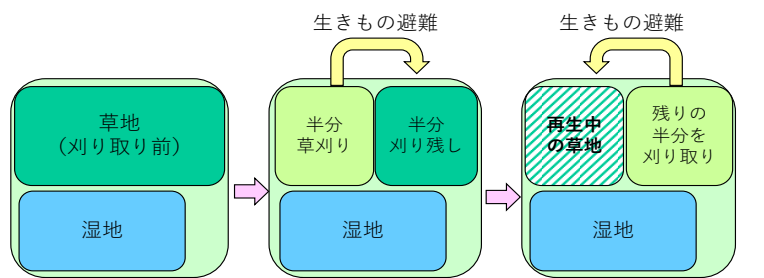 生きもの避難
生きもの避難
草地
(刈り取り前)
湿地
半分
草刈り
半分
刈り残し
湿地
再生中
の草地
残りの
半分を
刈り取り
湿地